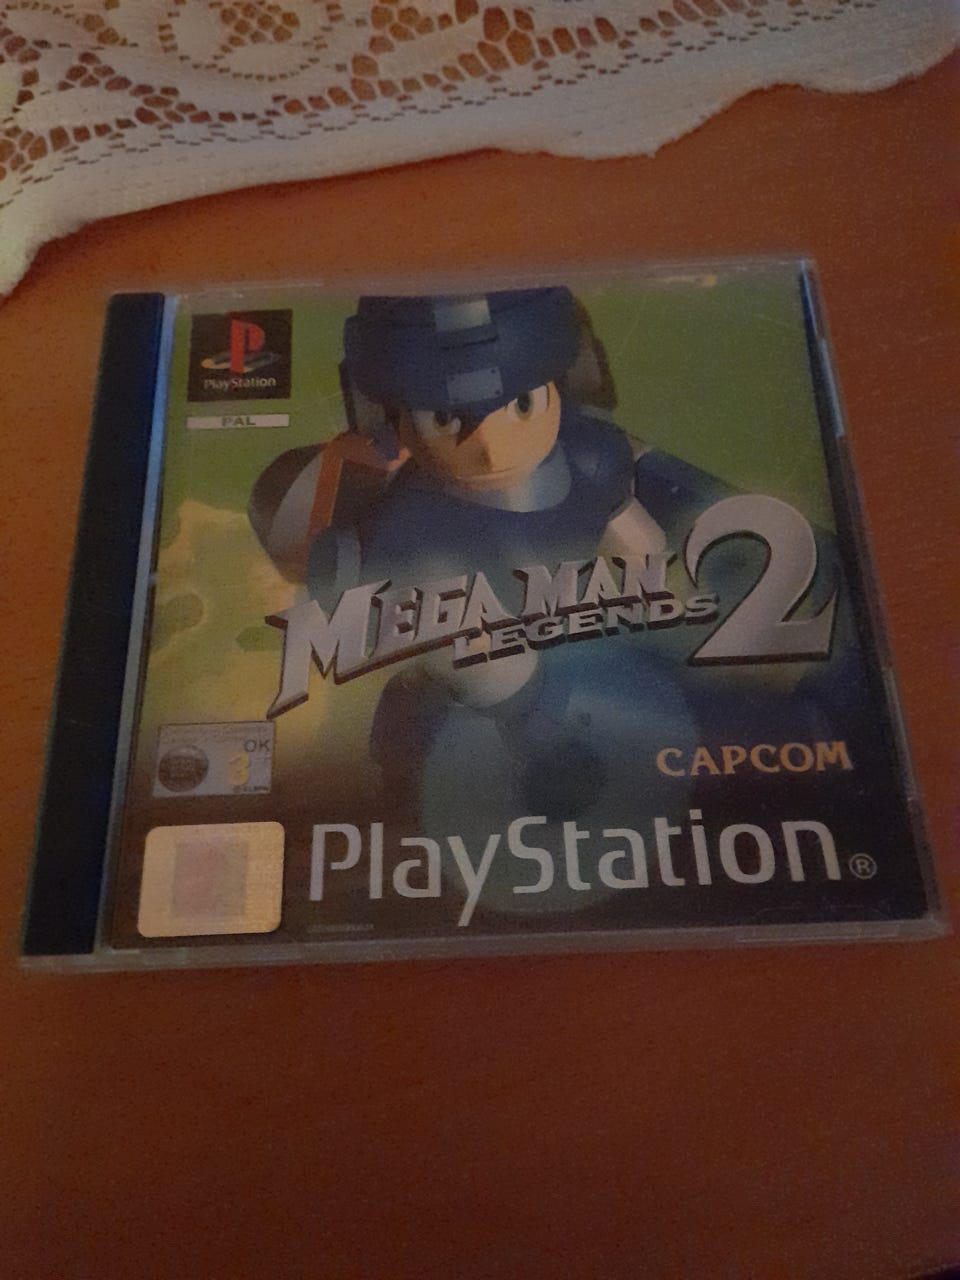 PlayStation
PAL
MEGA MAN
LEGENDS 2
OK
3
CAPCOM
PlayStation®